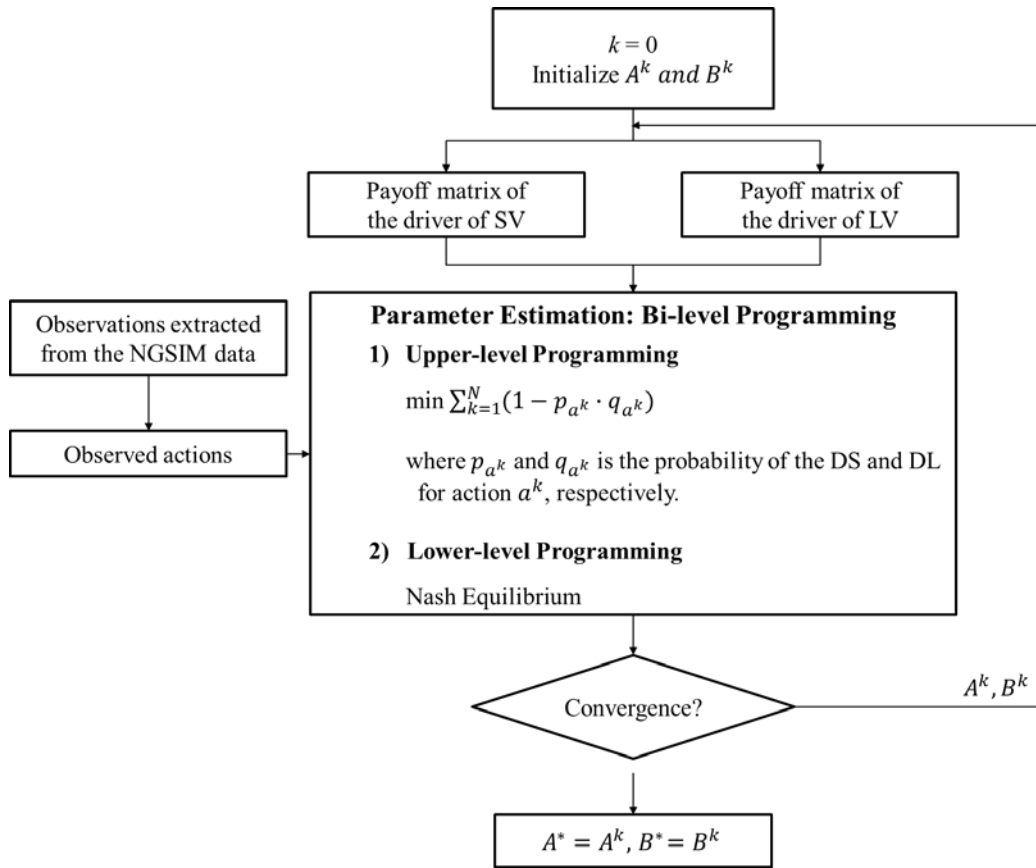 k = 0
Initialize A^k and B^k
Payoff matrix of
the driver of SV
Payoff matrix of
the driver of LV
Observations extracted
from the NGSIM data
Observed actions
Parameter Estimation: Bi-level Programming
1) Upper-level Programming
min ∑_{k=1}^{N}(1 − p_{a^k} · q_{a^k})
where p_{a^k} and q_{a^k} is the probability of the DS and DL
for action a^k, respectively.
2) Lower-level Programming
Nash Equilibrium
Convergence?
A^k, B^k
A^* = A^k, B^* = B^k